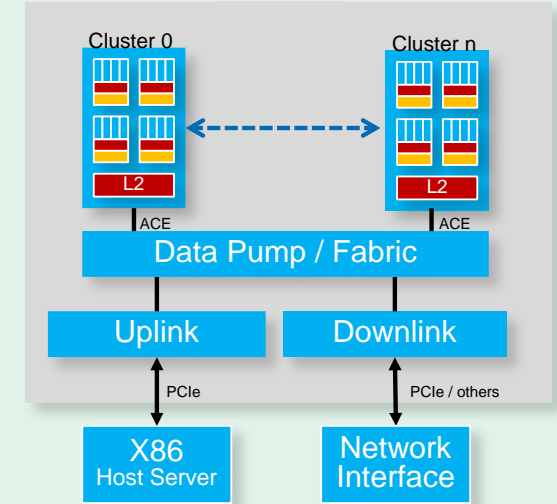 Cluster 0
Cluster n
L2
L2
ACE
ACE
Data Pump / Fabric
Uplink
Downlink
PCIe
PCIe / others
X86
Host Server
Network
Interface